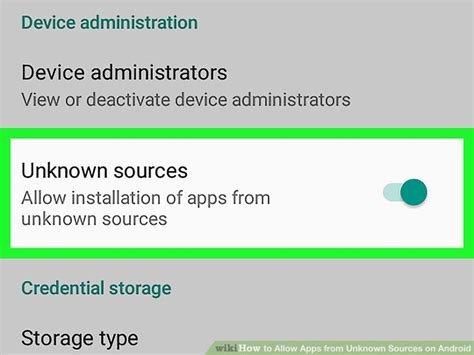 Device administration
Device administrators
View or deactivate device administrators
Unknown sources
Allow installation of apps from
unknown sources
Credential storage
Storage type
wikiHow to Allow Apps from Unknown Sources on Android